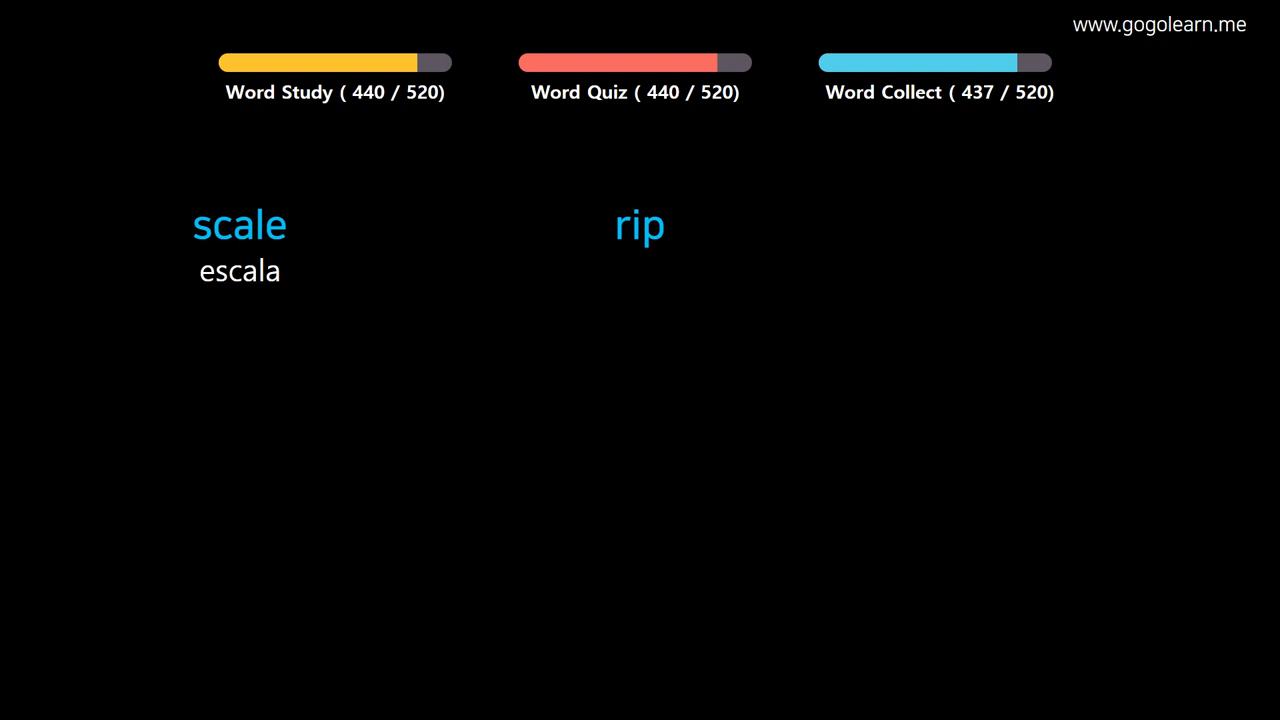 www.gogolearn.me
Word Study ( 440 / 520)
Word Quiz ( 440 / 520)
Word Collect ( 437 / 520)
scale
escala
rip